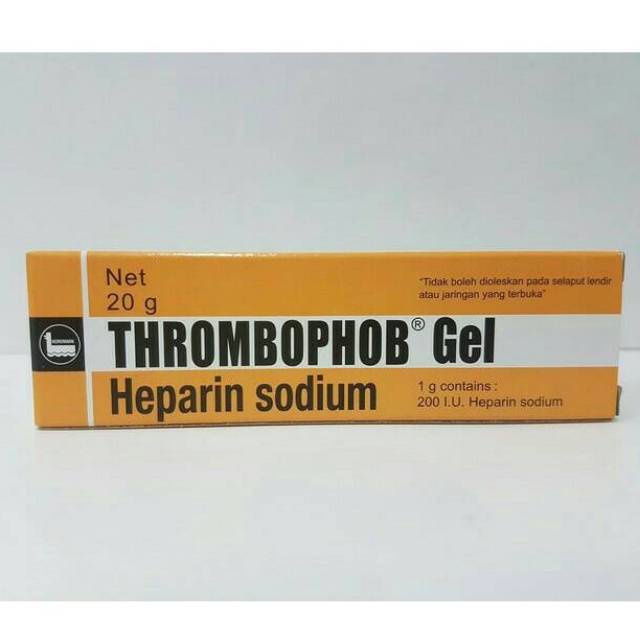 Net
20 g
"Tidak boleh dioleskan pada selaput lendir
atau jaringan yang terbuka"
THROMBOPHOB® Gel
Heparin sodium
1 g contains :
200 I.U. Heparin sodium